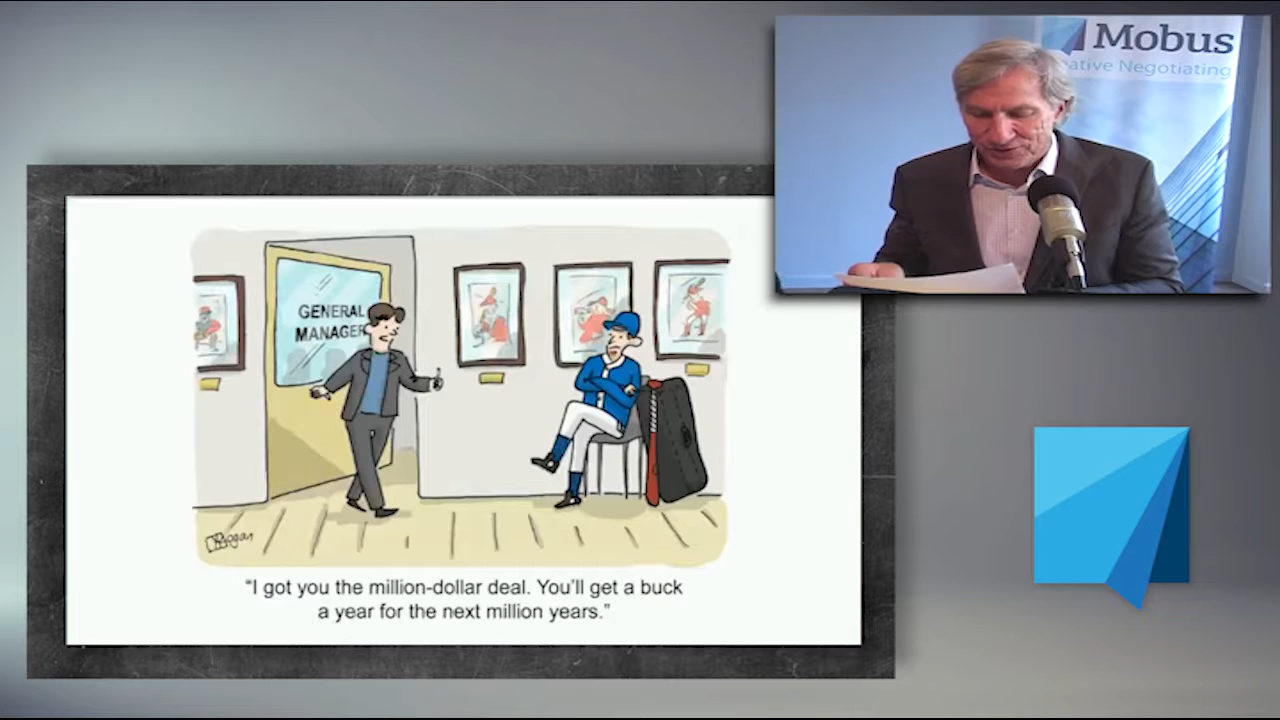 Mobus
ative Negotiating
GENERAL
MANAGER
“I got you the million-dollar deal. You’ll get a buck
a year for the next million years.”